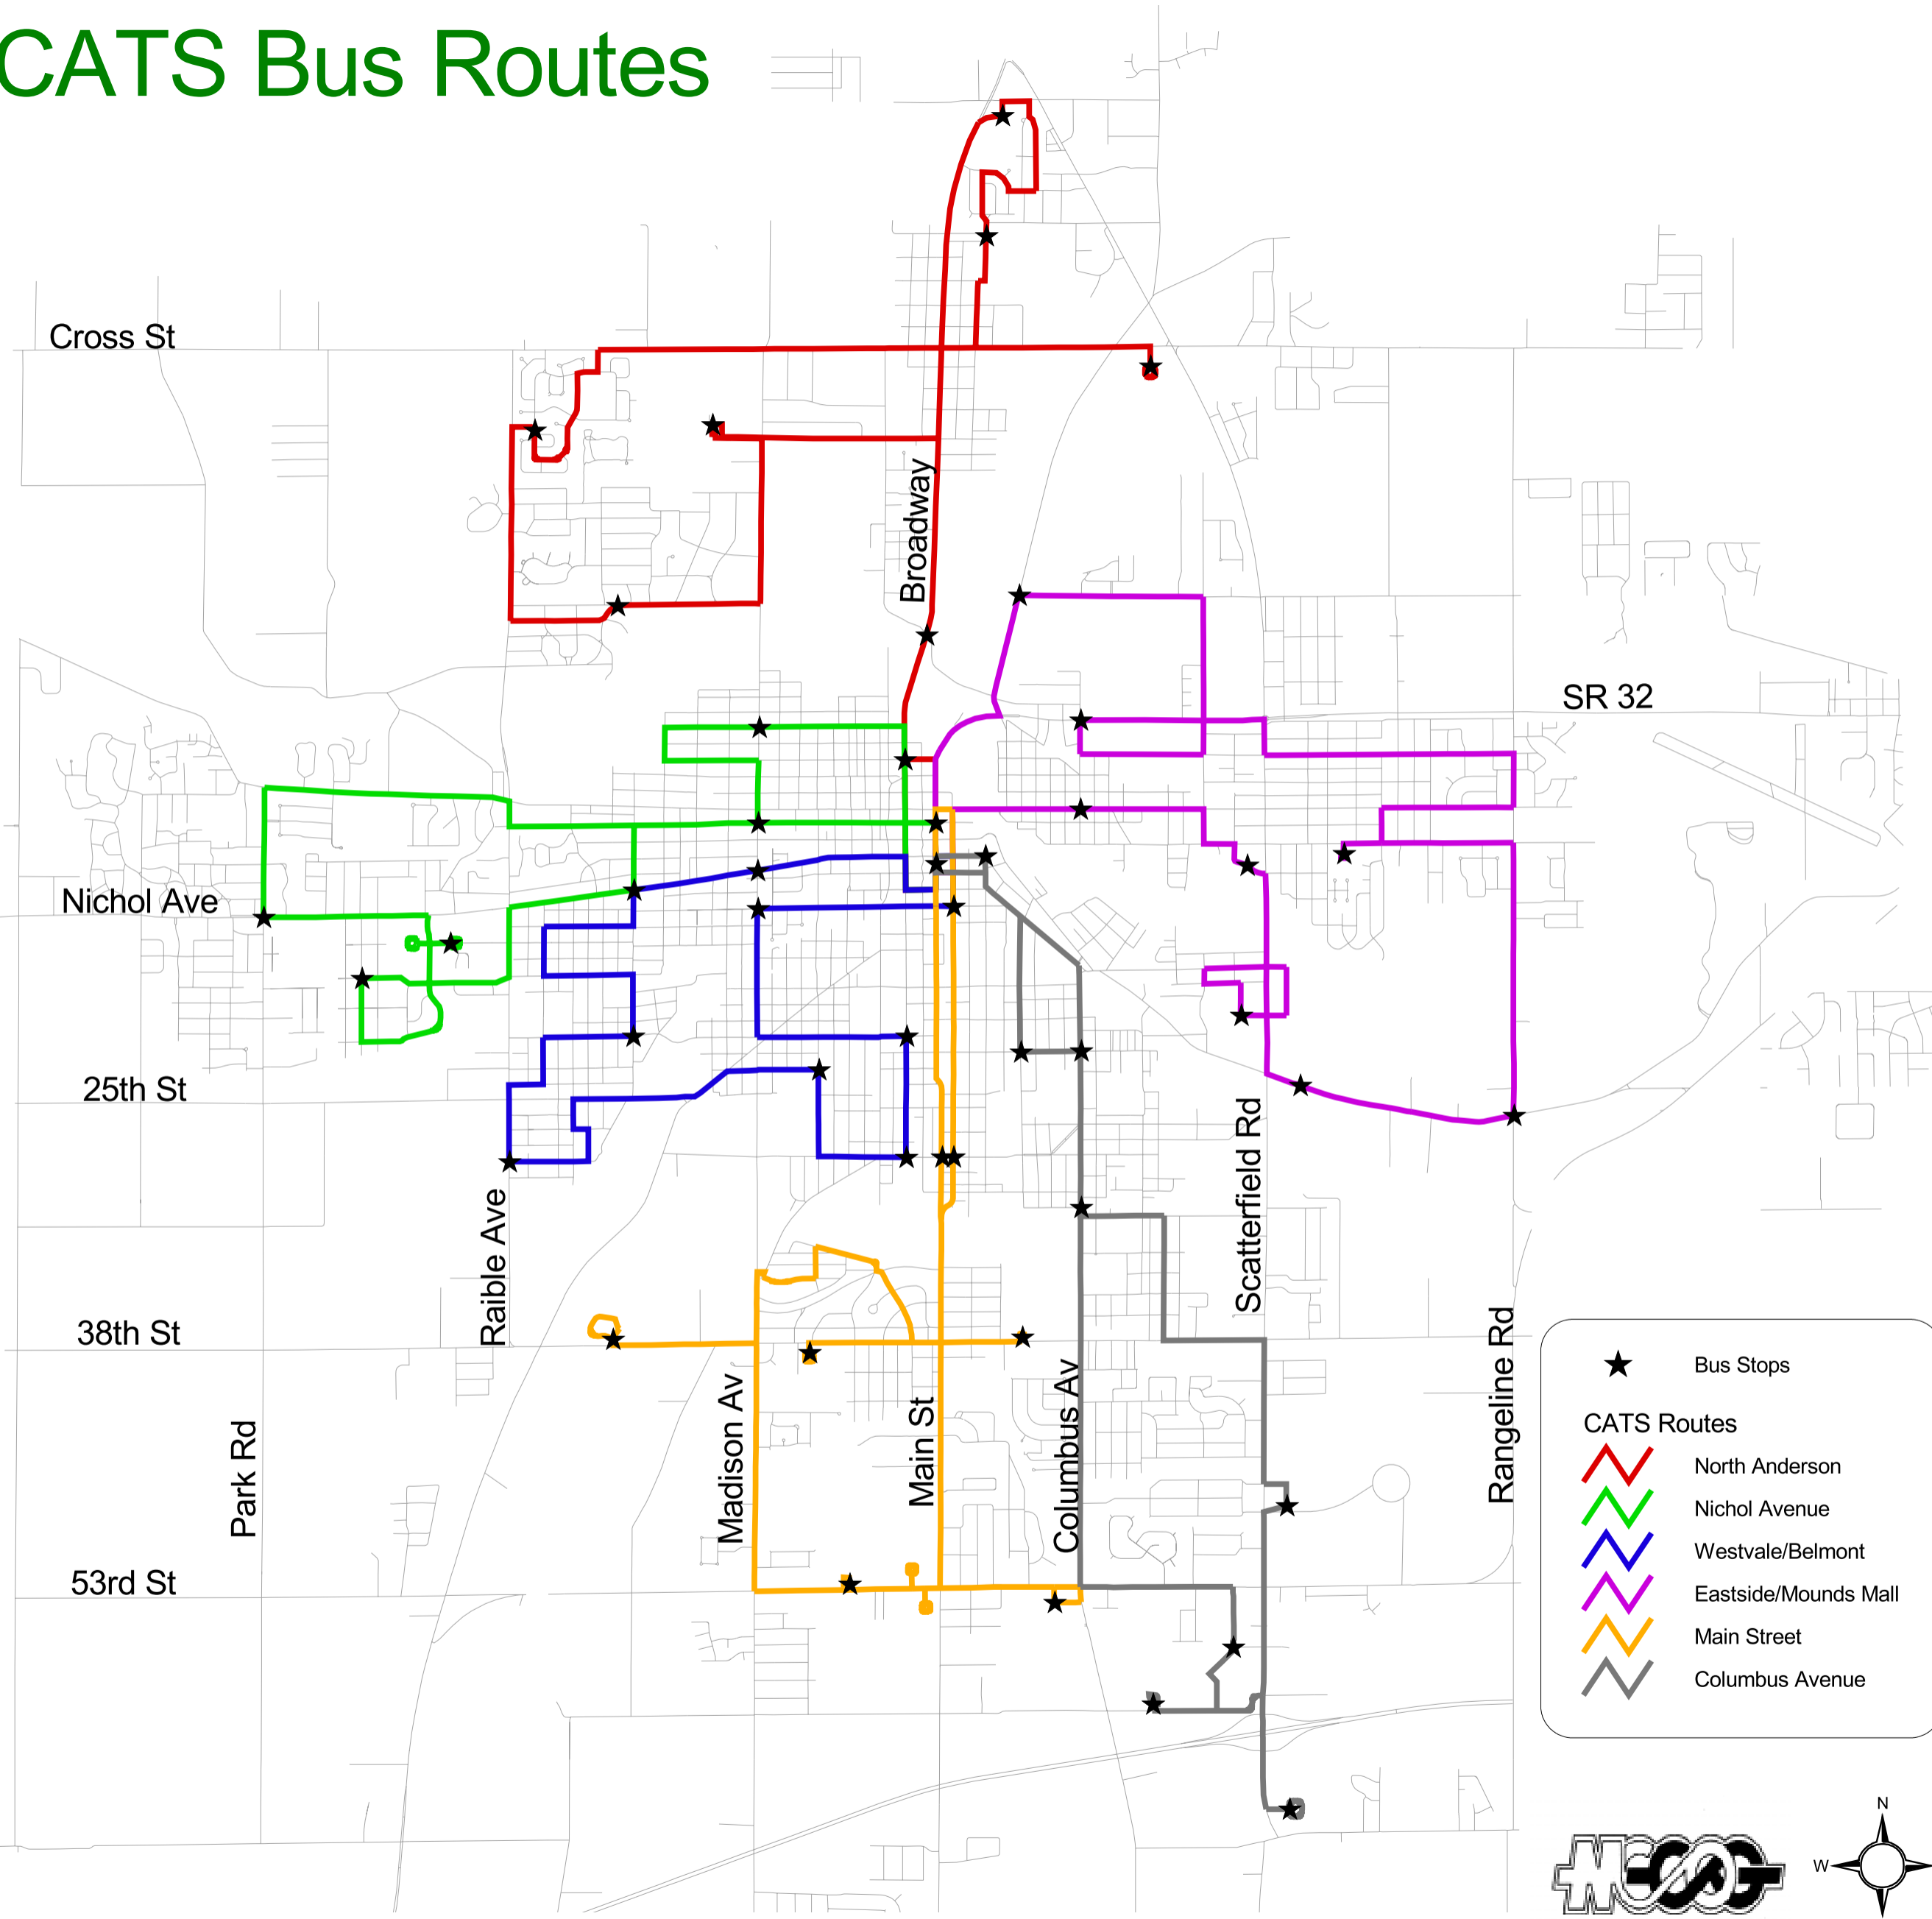 CATS Bus Routes
Cross St
Broadway
SR 32
Nichol Ave
25th St
Scatterfield Rd
Raible Ave
38th St
Rangeline Rd
Madison Av
Main St
Columbus Av
Park Rd
53rd St
Bus Stops
CATS Routes
North Anderson
Nichol Avenue
Westvale/Belmont
Eastside/Mounds Mall
Main Street
Columbus Avenue
N
W
S